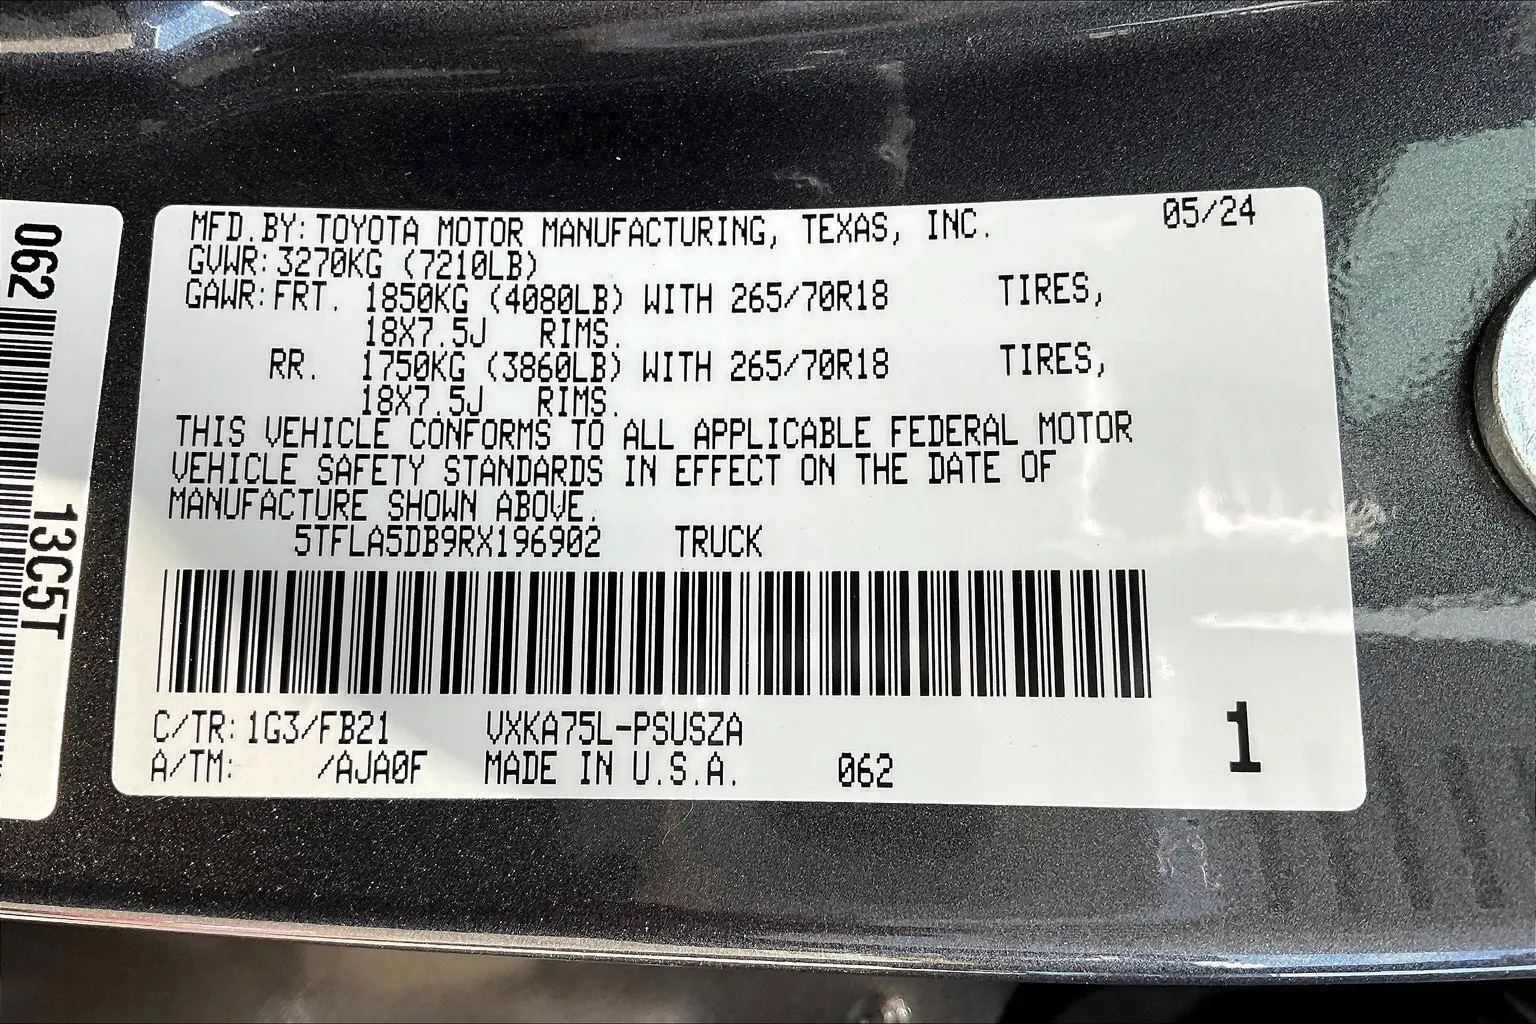 062
13C5T
MFD.BY: TOYOTA MOTOR MANUFACTURING, TEXAS, INC. 05/24
GVWR: 3270KG (7210LB)
GAWR: FRT. 1850KG (4080LB) WITH 265/70R18 TIRES,
18X7.5J RIMS.
RR. 1750KG (3860LB) WITH 265/70R18 TIRES,
18X7.5J RIMS.
THIS VEHICLE CONFORMS TO ALL APPLICABLE FEDERAL MOTOR
VEHICLE SAFETY STANDARDS IN EFFECT ON THE DATE OF
MANUFACTURE SHOWN ABOVE.
5TFLA5DB9RX196902 TRUCK
C/TR: 1G3/FB21 VXKA75L-PSUSZA
A/TM: /AJA0F MADE IN U.S.A. 062
1